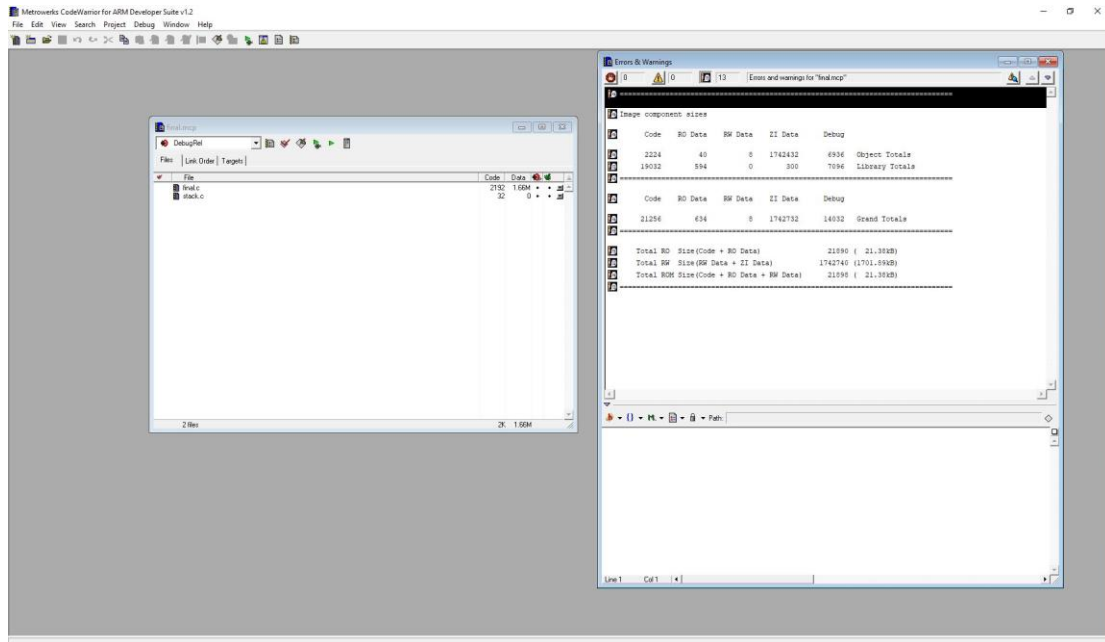 Metrowerks CodeWarrior for ARM Developer Suite v1.2
File Edit View Search Project Debug Window Help
final.mcp
DebugRel
Files Link Order Targets
File Code Data
final.c 2192 1.66M
stack.c 32 0
2 files 2K 1.66M
Errors & Warnings
0 0 13 Errors and warnings for "final.mcp"
================================================================================
Image component sizes
Code RO Data RW Data ZI Data Debug
2224 40 8 1742432 6936 Object Totals
19032 594 0 300 7096 Library Totals
================================================================================
Code RO Data RW Data ZI Data Debug
21256 634 8 1742732 14032 Grand Totals
================================================================================
Total RO Size(Code + RO Data) 21890 ( 21.38kB)
Total RW Size(RW Data + ZI Data) 1742740 (1701.89kB)
Total ROM Size(Code + RO Data + RW Data) 21898 ( 21.38kB)
================================================================================
Path:
Line 1 Col 1